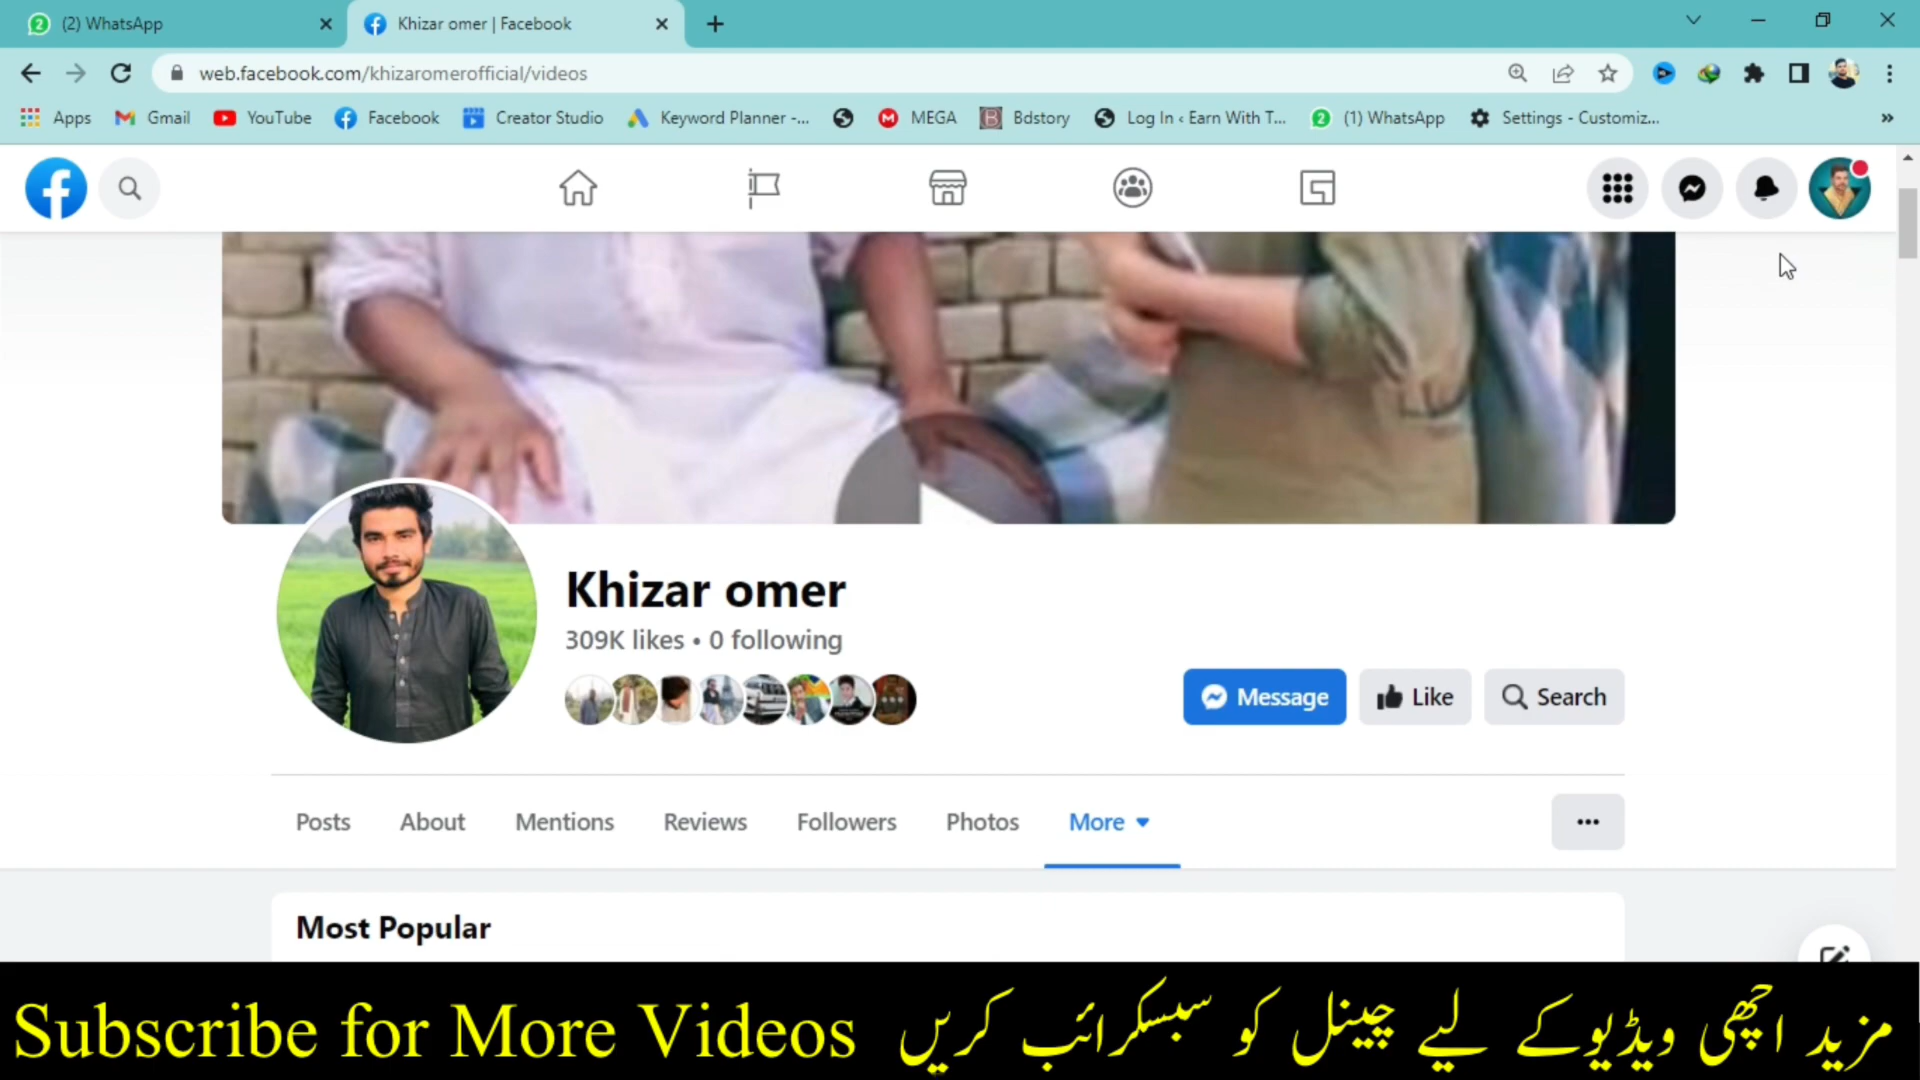 (2) WhatsApp
Khizar omer | Facebook
web.facebook.com/khizaromerofficial/videos
Apps Gmail YouTube Facebook Creator Studio Keyword Planner -... MEGA Bdstory Log In ‹ Earn With T... (1) WhatsApp Settings - Customiz...
Khizar omer
309K likes • 0 following
Message Like Search
Posts About Mentions Reviews Followers Photos More
Most Popular
Subscribe for More Videos مزید اچھی ویڈیوکے لیے چینل کو سبسکرائب کریں